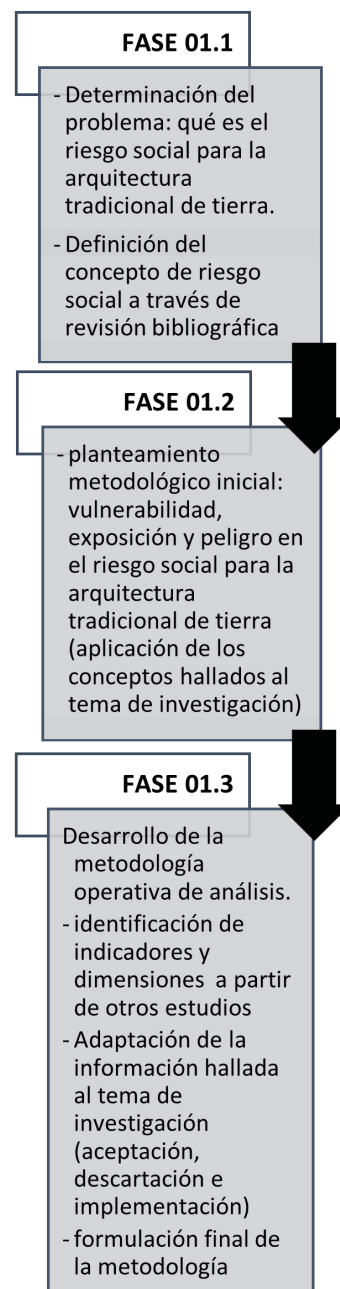 FASE 01.1
- Determinación del
problema: qué es el
riesgo social para la
arquitectura
tradicional de tierra.
- Definición del
concepto de riesgo
social a través de
revisión bibliográfica
FASE 01.2
- planteamiento
metodológico inicial:
vulnerabilidad,
exposición y peligro en
el riesgo social para la
arquitectura
tradicional de tierra
(aplicación de los
conceptos hallados al
tema de investigación)
FASE 01.3
Desarrollo de la
metodología
operativa de análisis.
- identificación de
indicadores y
dimensiones a partir
de otros estudios
- Adaptación de la
información hallada
al tema de
investigación
(aceptación,
descartación e
implementación)
- formulación final de
la metodología